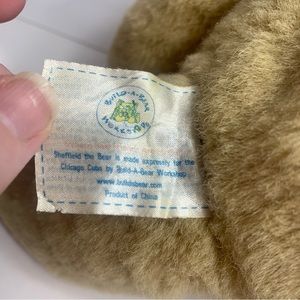 BUILD-A-BEAR
WORKSHOP
Sheffield the Bear is made expressly for the
Chicago Cubs by Build-A-Bear Workshop
www.buildabear.com
Product of China